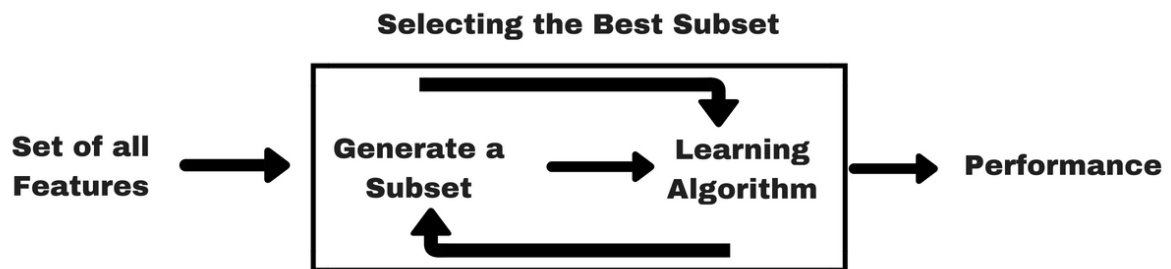 Selecting the Best Subset
Set of all
Features
Generate a
Subset
Learning
Algorithm
Performance